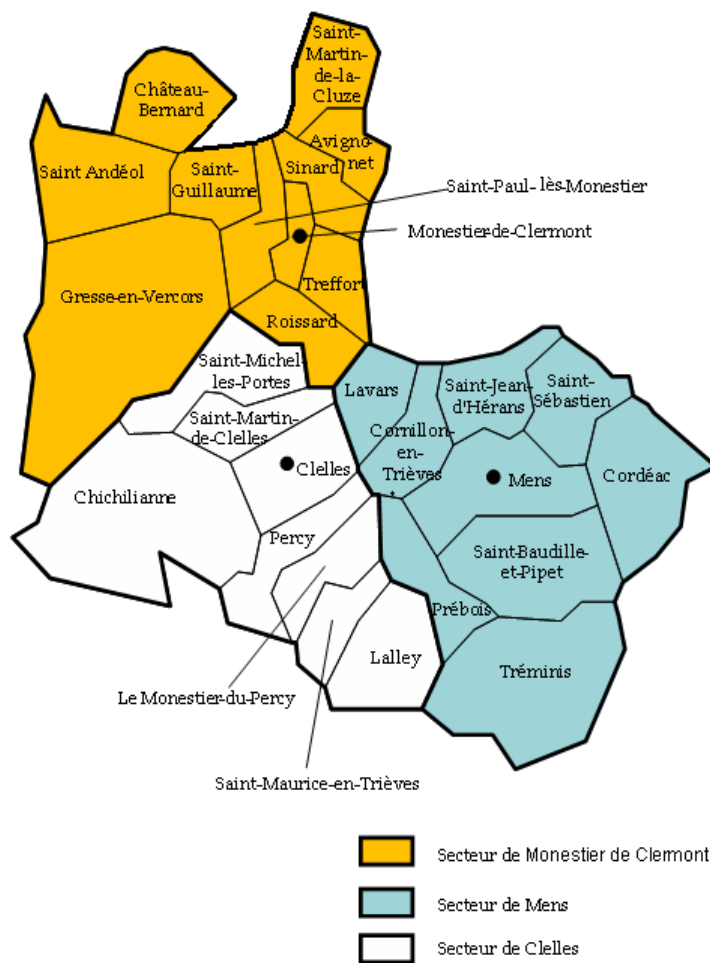 Saint-
Martin-
de-la-
Cluze
Château-
Bernard
Avigno-
net
Saint Andéol
Saint-
Guillaume
Sinard
Saint-Paul- lès-Monestier
Monestier-de-Clermont
Treffort
Gresse-en-Vercors
Roissard
Saint-Michel-
les-Portes
Lavars
Saint-Jean-
d'Hérans
Saint-
Sébastien
Saint-Martin-
de-Clelles
Cornillon-
en-
Trièves
Clelles
Mens
Cordéac
Chichilianne
Percy
Saint-Baudille-
et-Pipet
Prébois
Lalley
Tréminis
Le Monestier-du-Percy
Saint-Maurice-en-Trièves
Secteur de Monestier de Clermont
Secteur de Mens
Secteur de Clelles